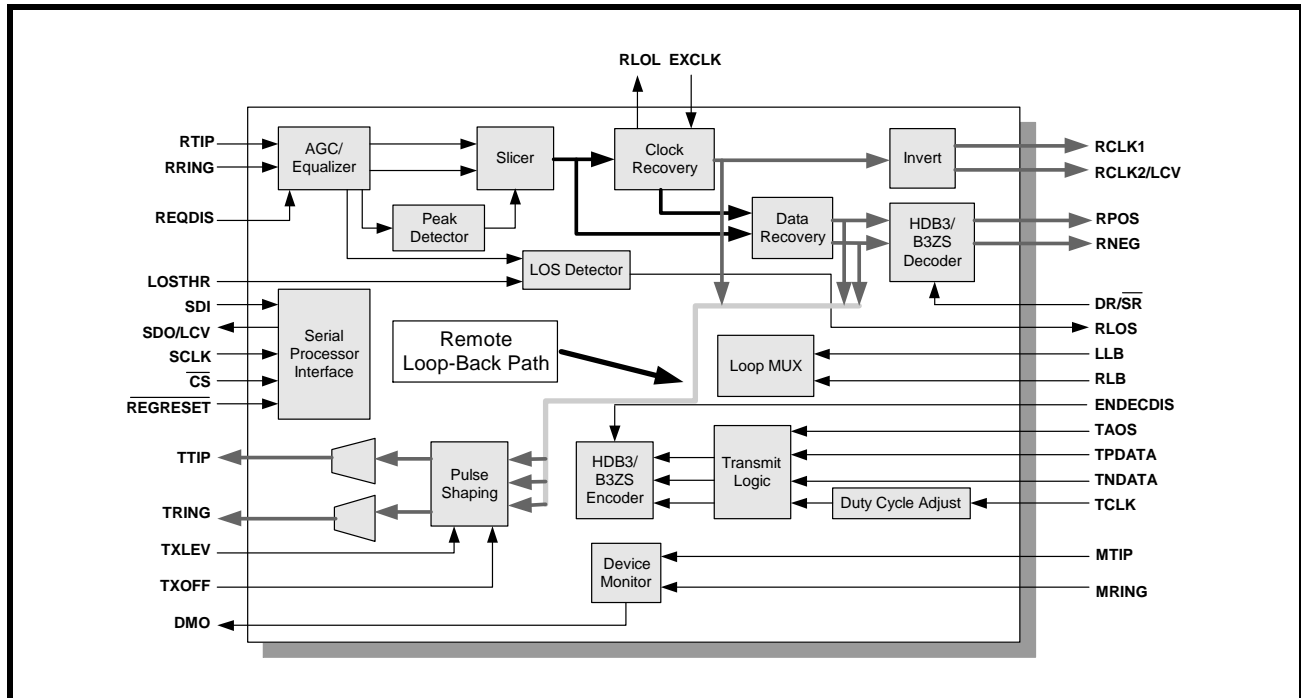 RLOL EXCLK
RTIP
RRING
REQDIS
LOSTHR
SDI
SDO/LCV
SCLK
CS
REGRESET
TTIP
TRING
TXLEV
TXOFF
DMO
AGC/
Equalizer
Slicer
Peak
Detector
LOS Detector
Clock
Recovery
Data
Recovery
Invert
HDB3/
B3ZS
Decoder
Serial
Processor
Interface
Remote
Loop-Back Path
Loop MUX
Pulse
Shaping
HDB3/
B3ZS
Encoder
Transmit
Logic
Duty Cycle Adjust
Device
Monitor
RCLK1
RCLK2/LCV
RPOS
RNEG
DR/SR
RLOS
LLB
RLB
ENDECDIS
TAOS
TPDATA
TNDATA
TCLK
MTIP
MRING